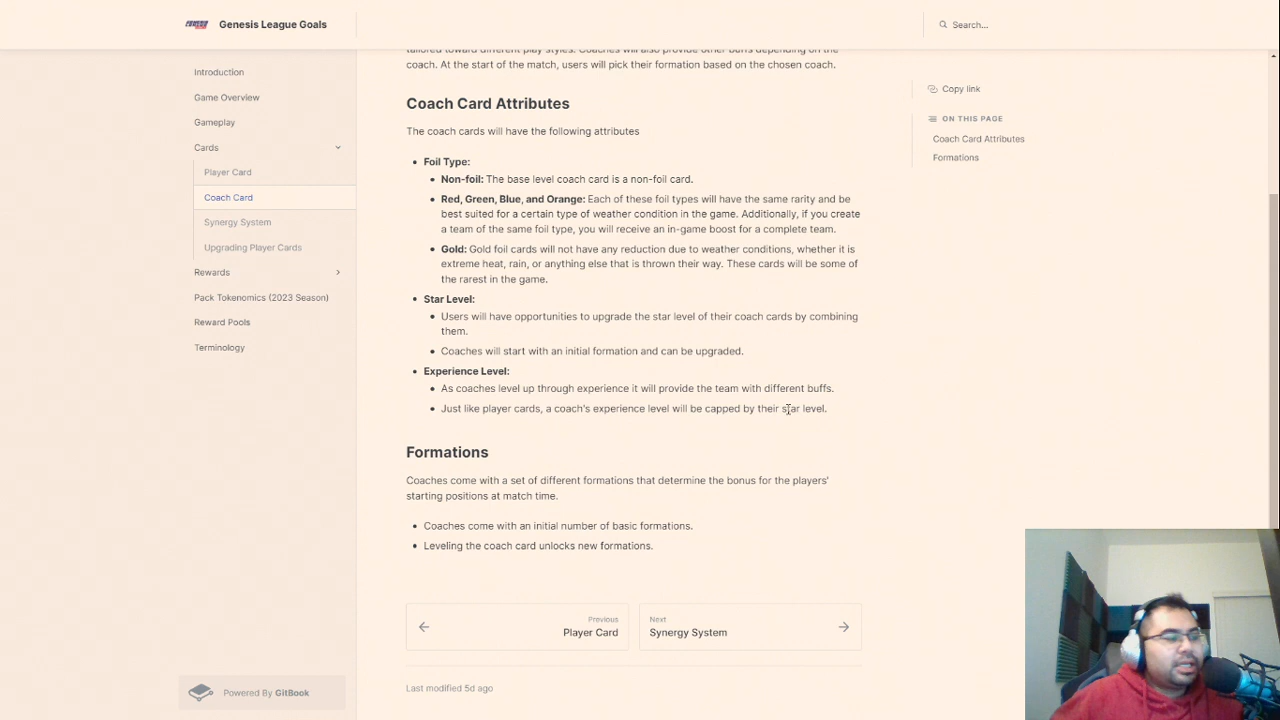 Genesis League Goals
Search...
Introduction
Game Overview
Gameplay
Cards
Player Card
Coach Card
Synergy System
Upgrading Player Cards
Rewards
Pack Tokenomics (2023 Season)
Reward Pools
Terminology
Powered By GitBook
tailored toward different play styles. Coaches will also provide other buffs depending on the
coach. At the start of the match, users will pick their formation based on the chosen coach.
Coach Card Attributes
The coach cards will have the following attributes
• Foil Type:
• Non-foil: The base level coach card is a non-foil card.
• Red, Green, Blue, and Orange: Each of these foil types will have the same rarity and be
best suited for a certain type of weather condition in the game. Additionally, if you create
a team of the same foil type, you will receive an in-game boost for a complete team.
• Gold: Gold foil cards will not have any reduction due to weather conditions, whether it is
extreme heat, rain, or anything else that is thrown their way. These cards will be some of
the rarest in the game.
• Star Level:
• Users will have opportunities to upgrade the star level of their coach cards by combining
them.
• Coaches will start with an initial formation and can be upgraded.
• Experience Level:
• As coaches level up through experience it will provide the team with different buffs.
• Just like player cards, a coach's experience level will be capped by their star level.
Formations
Coaches come with a set of different formations that determine the bonus for the players'
starting positions at match time.
• Coaches come with an initial number of basic formations.
• Leveling the coach card unlocks new formations.
Previous
Player Card
Next
Synergy System
Last modified 5d ago
Copy link
ON THIS PAGE
Coach Card Attributes
Formations